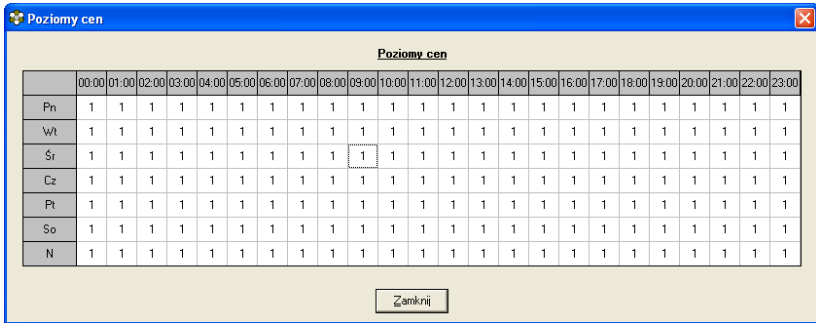 Poziomy cen
Poziomy cen
00:00 01:00 02:00 03:00 04:00 05:00 06:00 07:00 08:00 09:00 10:00 11:00 12:00 13:00 14:00 15:00 16:00 17:00 18:00 19:00 20:00 21:00 22:00 23:00
Pn 1 1 1 1 1 1 1 1 1 1 1 1 1 1 1 1 1 1 1 1 1 1 1 1
Wt 1 1 1 1 1 1 1 1 1 1 1 1 1 1 1 1 1 1 1 1 1 1 1 1
Śr 1 1 1 1 1 1 1 1 1 1 1 1 1 1 1 1 1 1 1 1 1 1 1 1
Cz 1 1 1 1 1 1 1 1 1 1 1 1 1 1 1 1 1 1 1 1 1 1 1 1
Pt 1 1 1 1 1 1 1 1 1 1 1 1 1 1 1 1 1 1 1 1 1 1 1 1
So 1 1 1 1 1 1 1 1 1 1 1 1 1 1 1 1 1 1 1 1 1 1 1 1
N 1 1 1 1 1 1 1 1 1 1 1 1 1 1 1 1 1 1 1 1 1 1 1 1
Zamknij